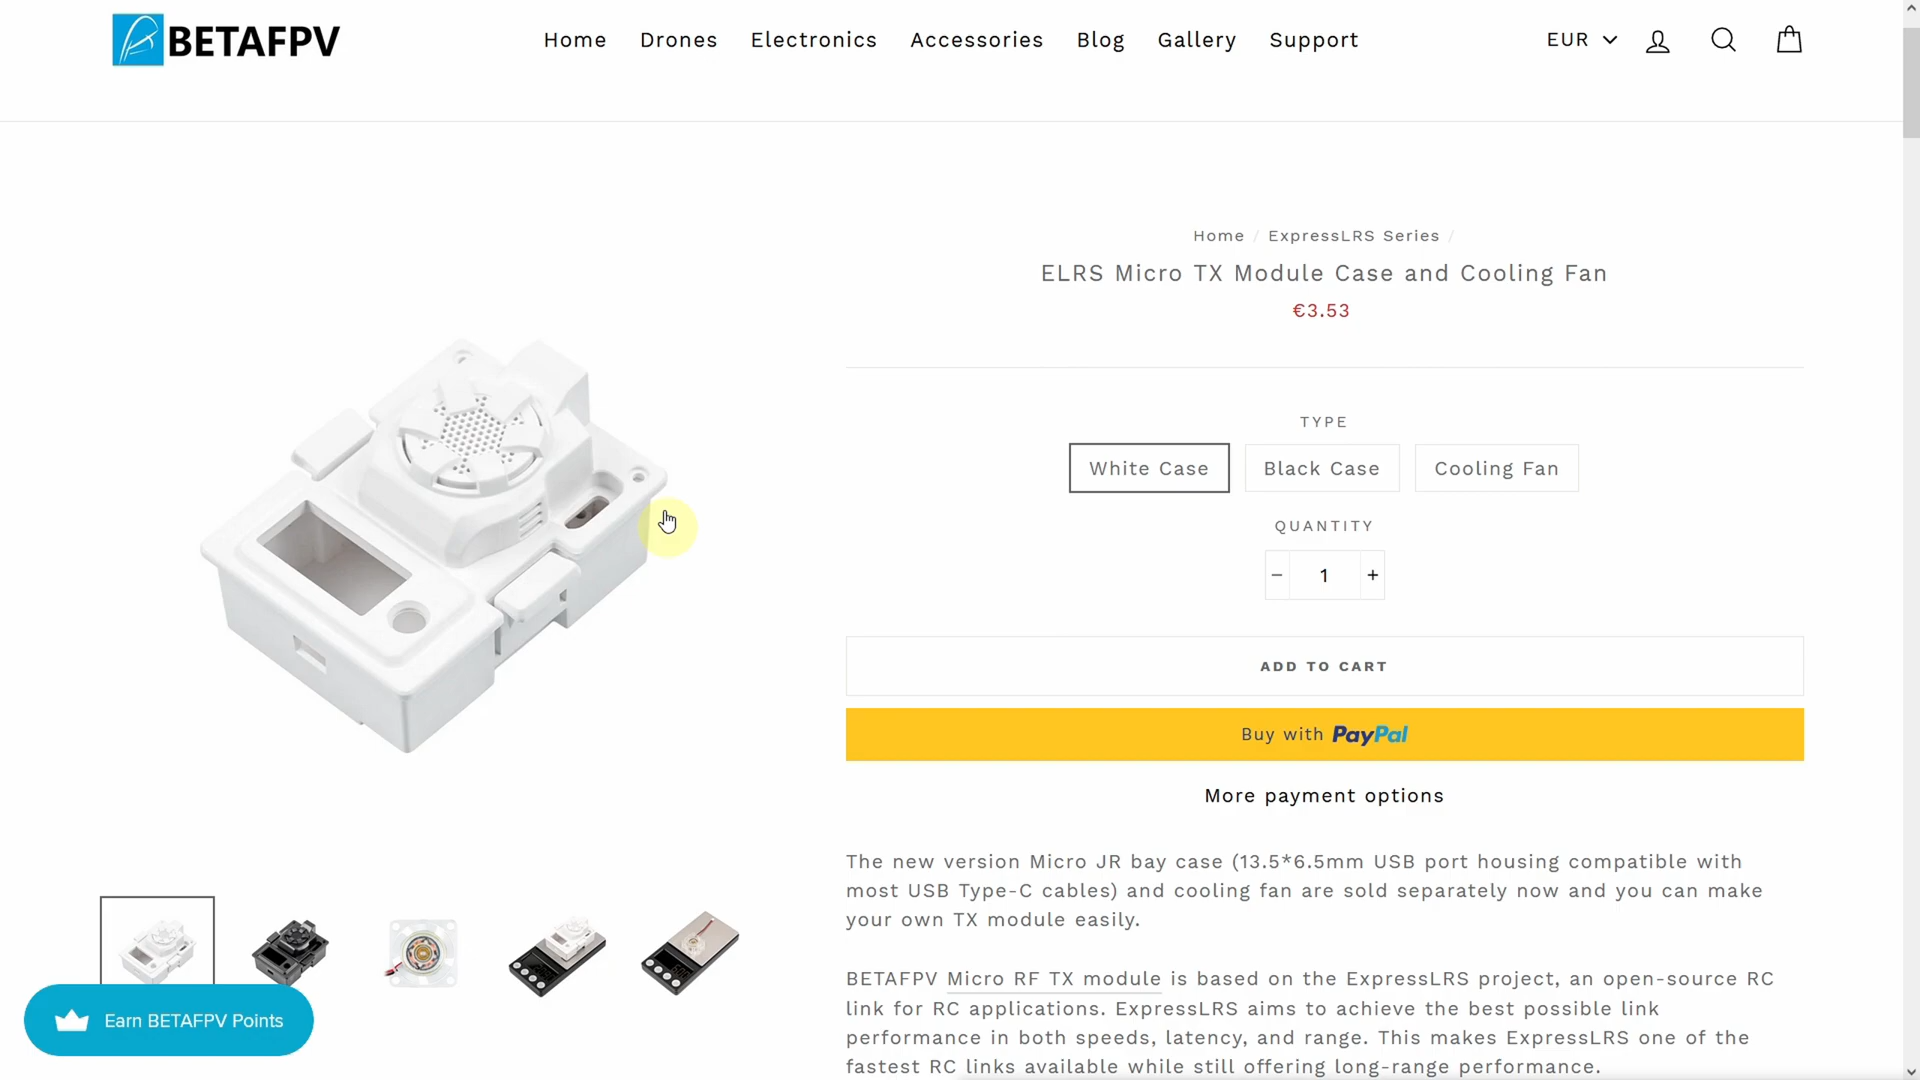 BETAFPV
Home Drones Electronics Accessories Blog Gallery Support
EUR
Home / ExpressLRS Series /
ELRS Micro TX Module Case and Cooling Fan
€3.53
TYPE
White Case Black Case Cooling Fan
QUANTITY
− 1 +
ADD TO CART
Buy with PayPal
More payment options
The new version Micro JR bay case (13.5*6.5mm USB port housing compatible with
most USB Type-C cables) and cooling fan are sold separately now and you can make
your own TX module easily.
BETAFPV Micro RF TX module is based on the ExpressLRS project, an open-source RC
link for RC applications. ExpressLRS aims to achieve the best possible link
performance in both speeds, latency, and range. This makes ExpressLRS one of the
fastest RC links available while still offering long-range performance.
Earn BETAFPV Points